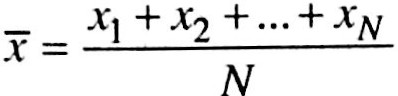 x̄ = (x₁ + x₂ + ... + x_N) / N